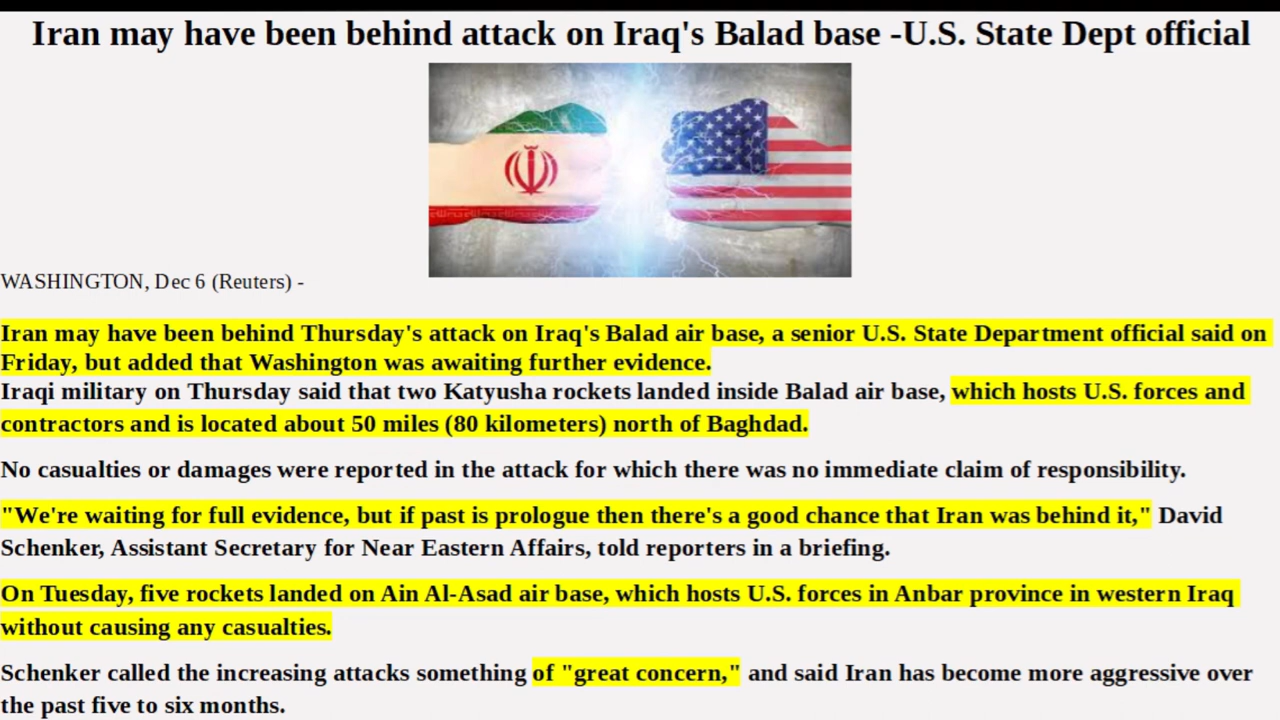 Iran may have been behind attack on Iraq's Balad base -U.S. State Dept official
WASHINGTON, Dec 6 (Reuters) -
Iran may have been behind Thursday's attack on Iraq's Balad air base, a senior U.S. State Department official said on
Friday, but added that Washington was awaiting further evidence.
Iraqi military on Thursday said that two Katyusha rockets landed inside Balad air base, which hosts U.S. forces and
contractors and is located about 50 miles (80 kilometers) north of Baghdad.
No casualties or damages were reported in the attack for which there was no immediate claim of responsibility.
"We're waiting for full evidence, but if past is prologue then there's a good chance that Iran was behind it," David
Schenker, Assistant Secretary for Near Eastern Affairs, told reporters in a briefing.
On Tuesday, five rockets landed on Ain Al-Asad air base, which hosts U.S. forces in Anbar province in western Iraq
without causing any casualties.
Schenker called the increasing attacks something of "great concern," and said Iran has become more aggressive over
the past five to six months.